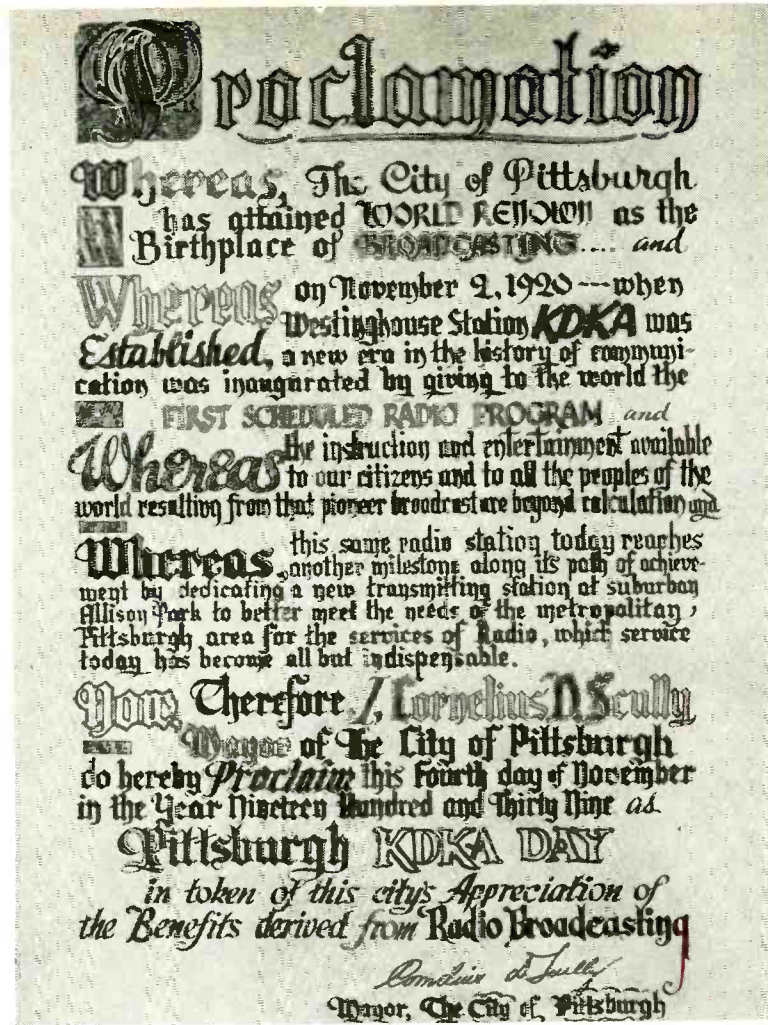 Proclamation
Whereas, The City of Pittsburgh
has attained WORLD RENOWN as the
Birthplace of BROADCASTING.... and
Whereas on November 2, 1920---when
Westinghouse Station KDKA was
Established, a new era in the history of communi-
cation was inaugurated by giving to the world the
FIRST SCHEDULED RADIO PROGRAM and
Whereas the instruction and entertainment available
to our citizens and to all the peoples of the
world resulting from that pioneer broadcast are beyond calculation and
Whereas, this same radio station today reaches
another milestone along its path of achieve-
ment by dedicating a new transmitting station at suburban
Allison Park to better meet the needs of the metropolitan,
Pittsburgh area for the services of Radio, which service
today has become all but indispensable.
Now, Therefore, I, Cornelius D. Scully
Mayor of The City of Pittsburgh
do hereby Proclaim this Fourth day of November
in the Year Nineteen Hundred and Thirty Nine as
Pittsburgh KDKA DAY
in token of this city's Appreciation of
the Benefits derived from Radio Broadcasting
Cornelius D Scully
Mayor, The City of Pittsburgh